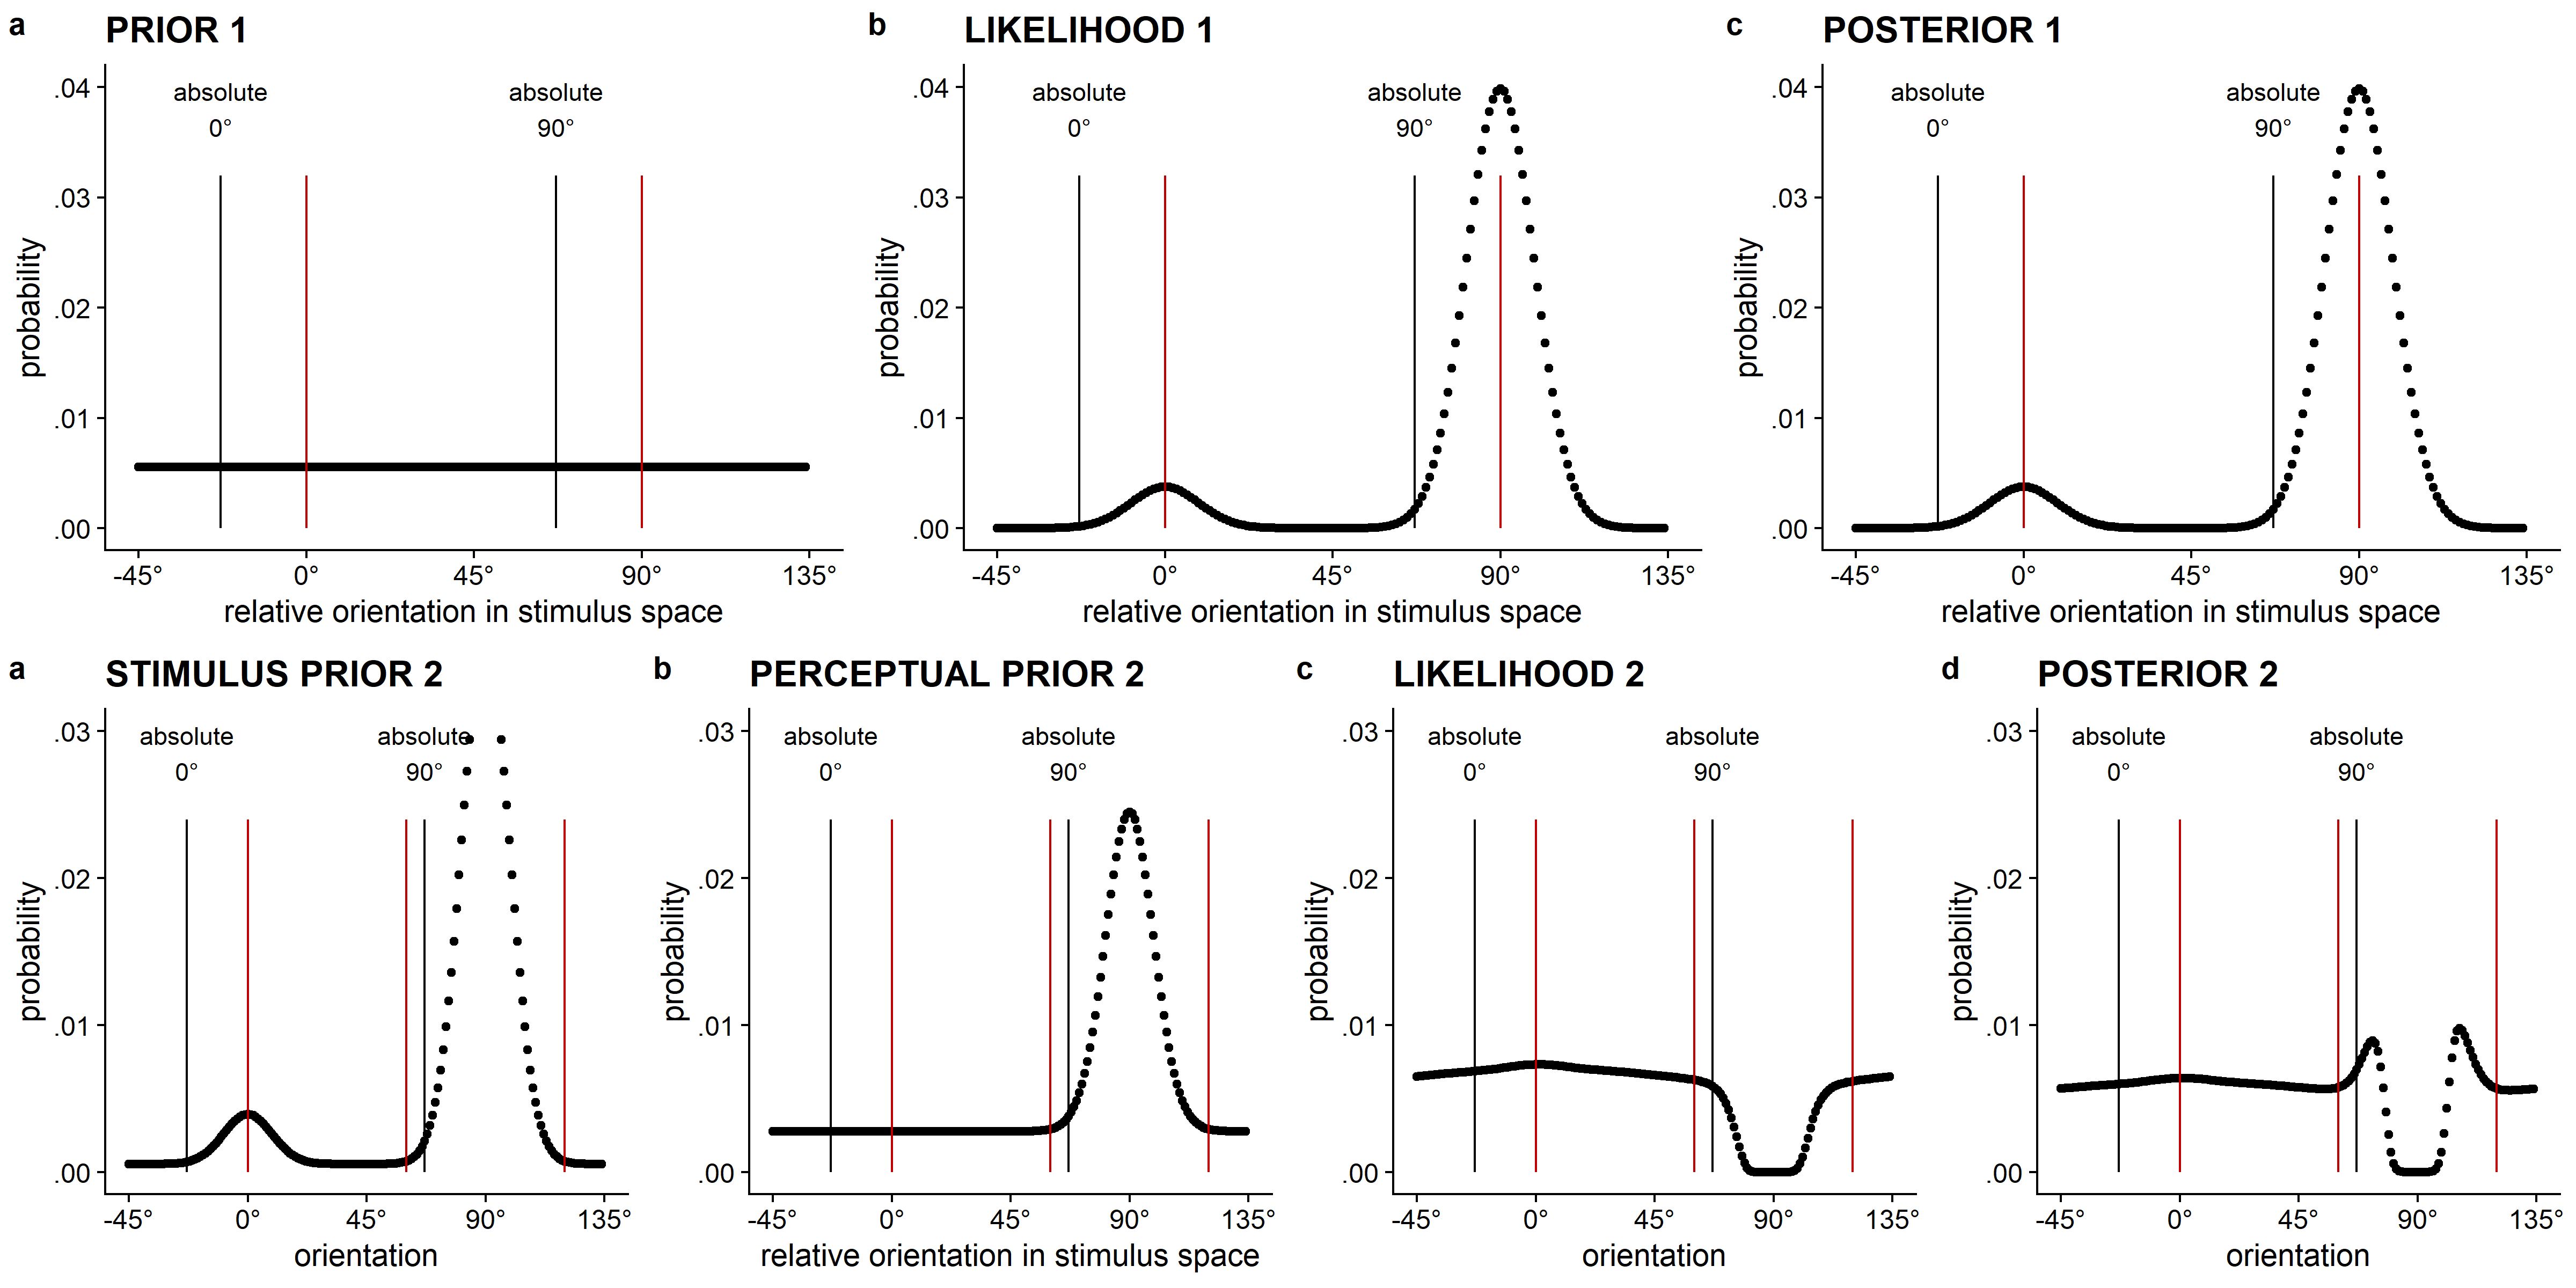 a PRIOR 1
absolute
0°
absolute
90°
.04
.03
.02
.01
.00
probability
-45° 0° 45° 90° 135°
relative orientation in stimulus space
b LIKELIHOOD 1
absolute
0°
absolute
90°
.04
.03
.02
.01
.00
probability
-45° 0° 45° 90° 135°
relative orientation in stimulus space
c POSTERIOR 1
absolute
0°
absolute
90°
.04
.03
.02
.01
.00
probability
-45° 0° 45° 90° 135°
relative orientation in stimulus space
a STIMULUS PRIOR 2
absolute
0°
absolute
90°
.03
.02
.01
.00
probability
-45° 0° 45° 90° 135°
orientation
b PERCEPTUAL PRIOR 2
absolute
0°
absolute
90°
.03
.02
.01
.00
probability
-45° 0° 45° 90° 135°
relative orientation in stimulus space
c LIKELIHOOD 2
absolute
0°
absolute
90°
.03
.02
.01
.00
probability
-45° 0° 45° 90° 135°
orientation
d POSTERIOR 2
absolute
0°
absolute
90°
.03
.02
.01
.00
probability
-45° 0° 45° 90° 135°
orientation